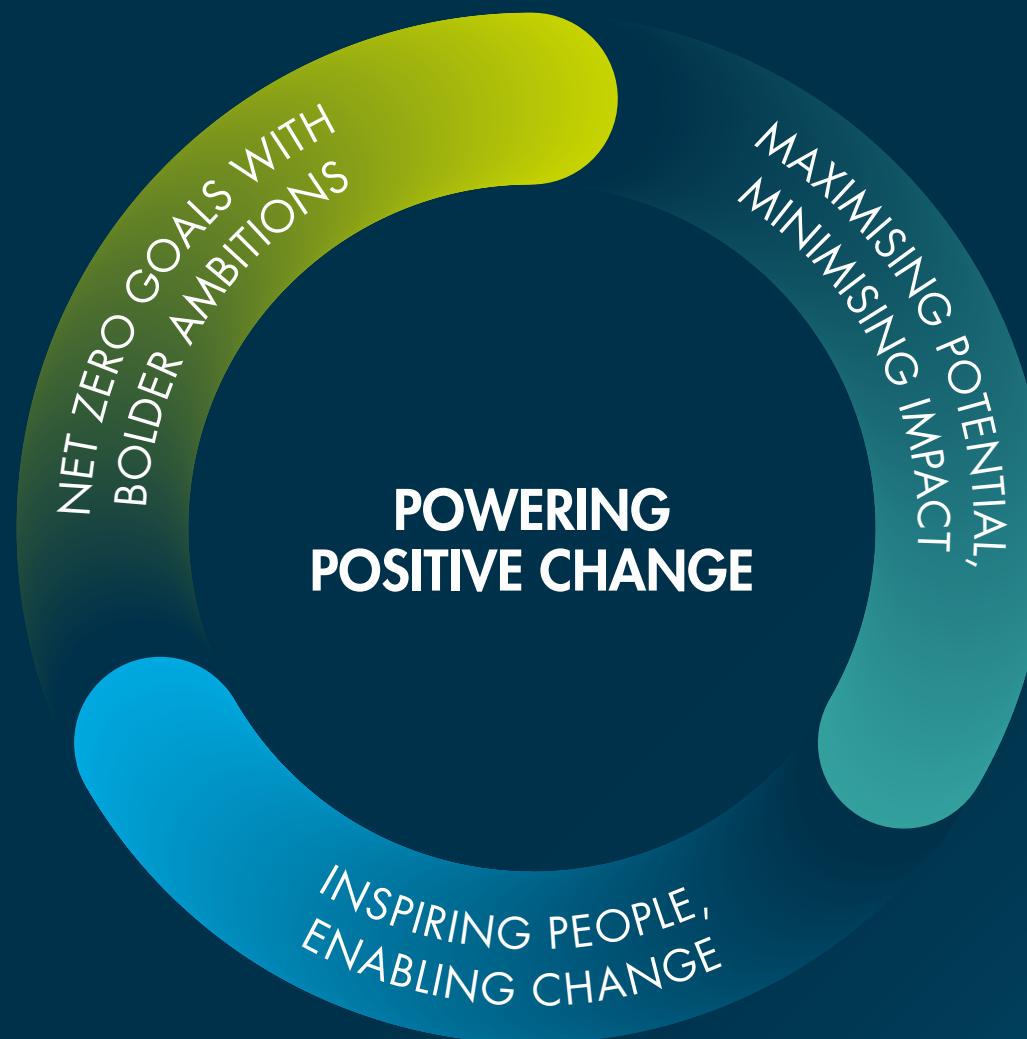 NET ZERO GOALS WITH
BOLDER AMBITIONS
MAXIMISING POTENTIAL,
MINIMISING IMPACT
POWERING
POSITIVE CHANGE
INSPIRING PEOPLE,
ENABLING CHANGE